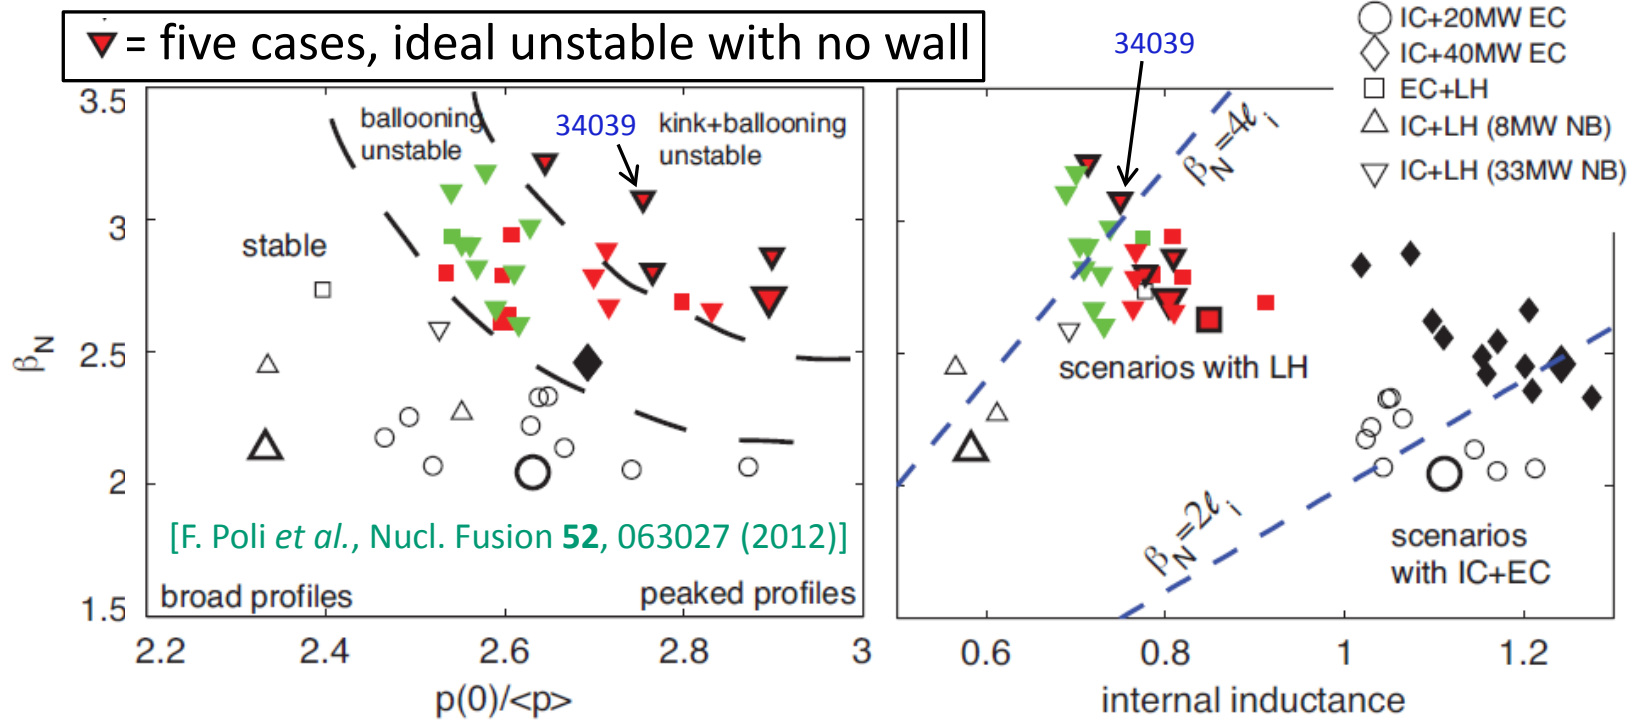 = five cases, ideal unstable with no wall
34039
IC+20MW EC
IC+40MW EC
EC+LH
IC+LH (8MW NB)
IC+LH (33MW NB)
3.5
3
2.5
2
1.5
βN
ballooning
unstable
34039
kink+ballooning
unstable
stable
[F. Poli et al., Nucl. Fusion 52, 063027 (2012)]
broad profiles
peaked profiles
2.2
2.4
2.6
2.8
3
p(0)/<p>
βN=4ℓi
scenarios with LH
βN=2ℓi
scenarios
with IC+EC
0.6
0.8
1
1.2
internal inductance